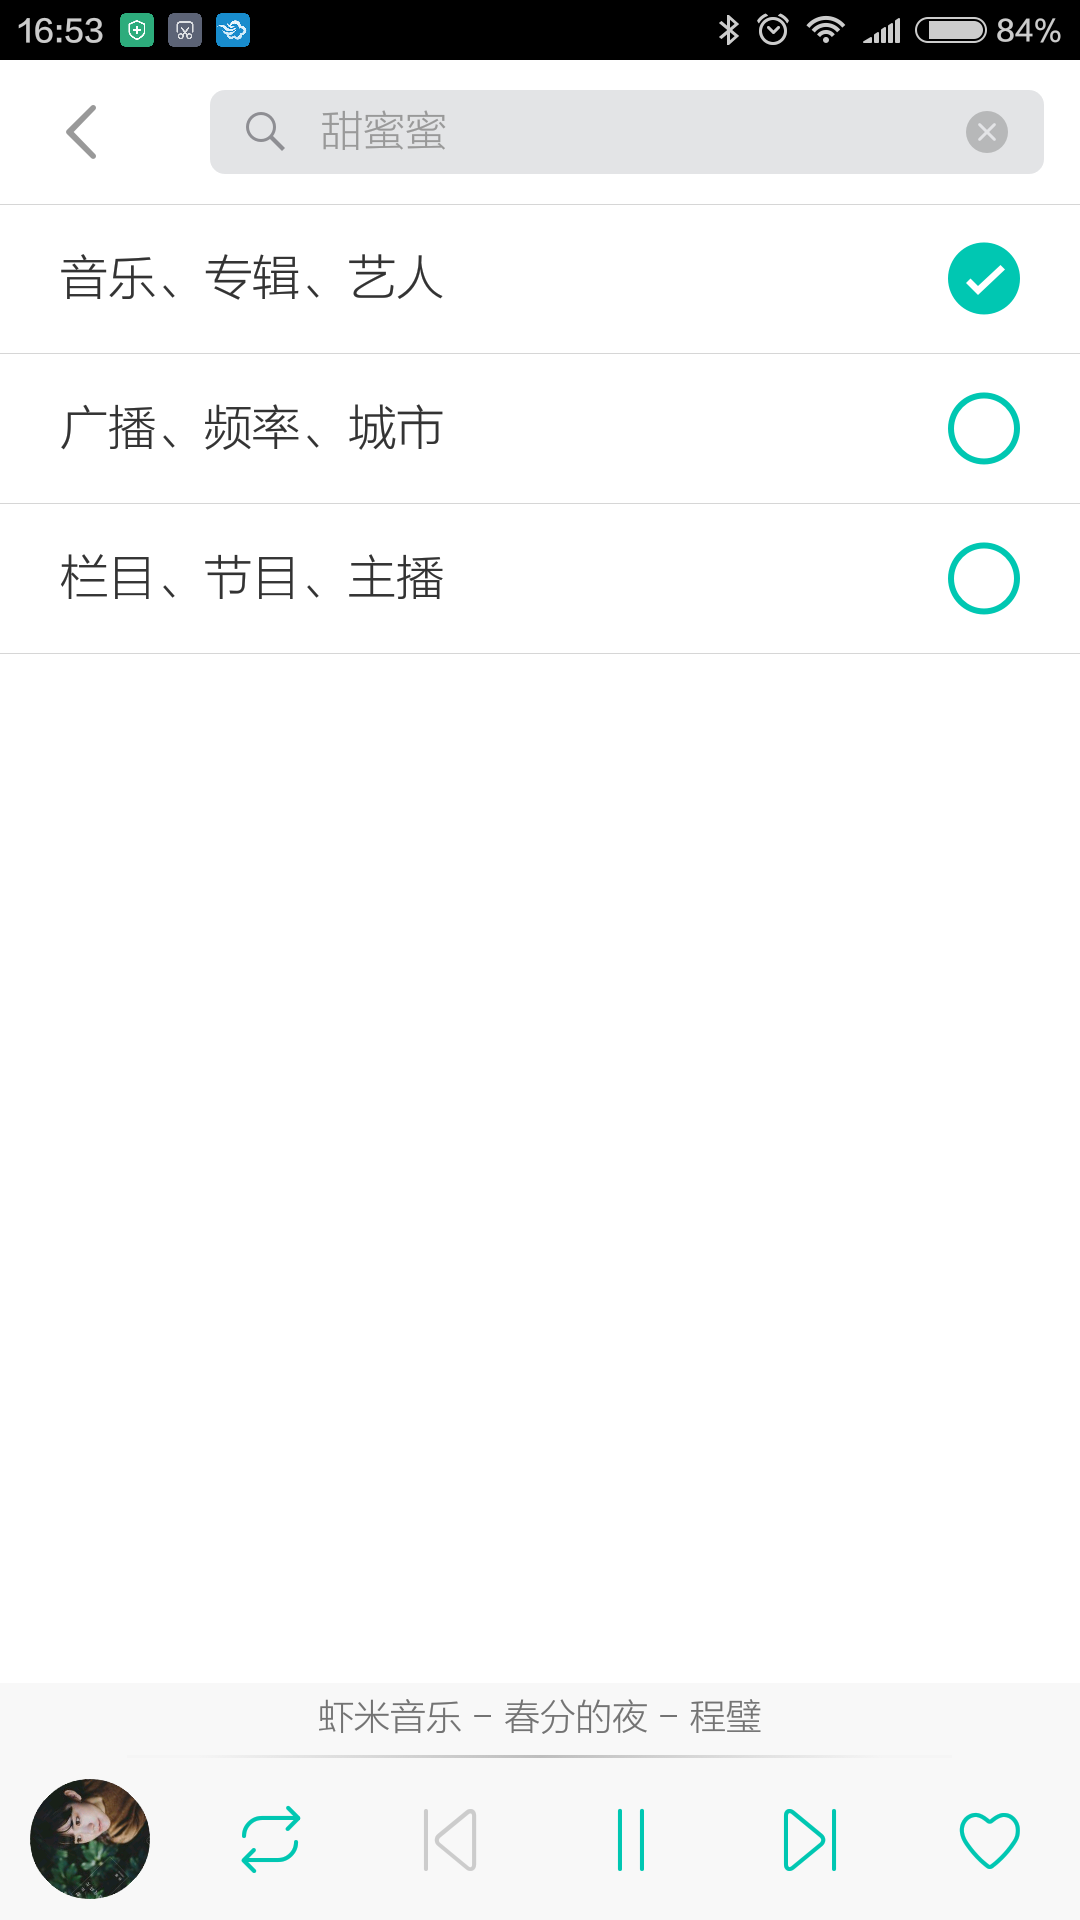 16:53 84%
甜蜜蜜
音乐、专辑、艺人
广播、频率、城市
栏目、节目、主播
虾米音乐 - 春分的夜 - 程璧